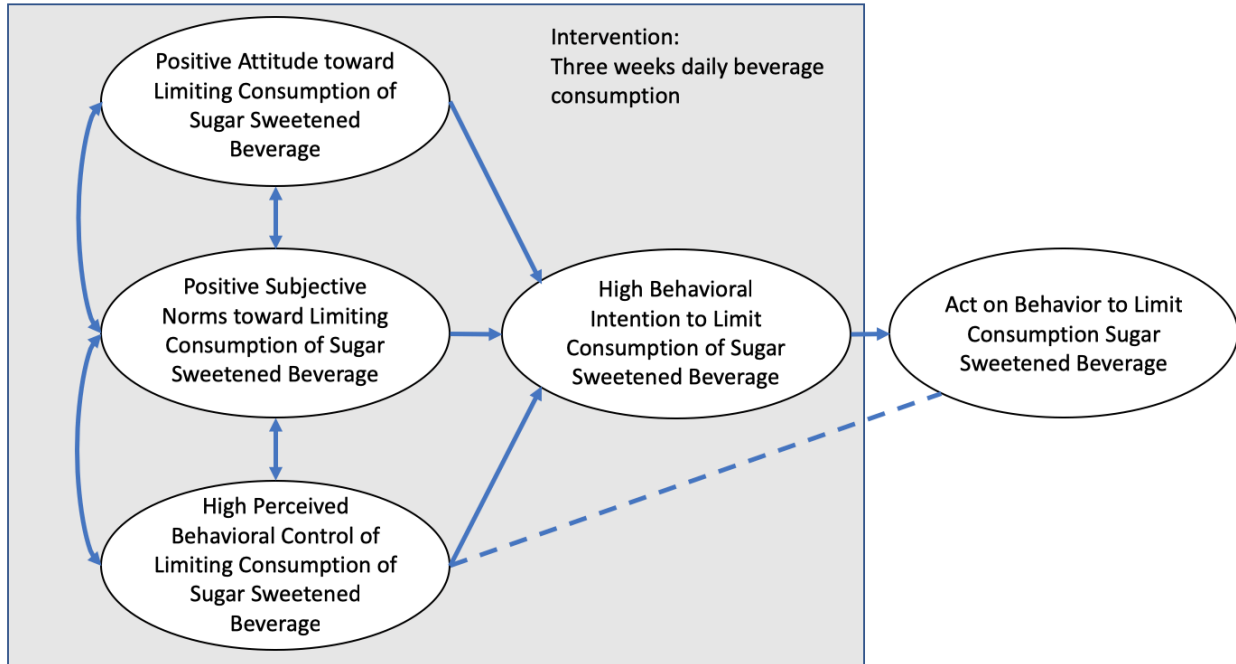 Positive Attitude toward
Limiting Consumption of
Sugar Sweetened
Beverage
Intervention:
Three weeks daily beverage
consumption
Positive Subjective
Norms toward Limiting
Consumption of Sugar
Sweetened Beverage
High Behavioral
Intention to Limit
Consumption of Sugar
Sweetened Beverage
Act on Behavior to Limit
Consumption Sugar
Sweetened Beverage
High Perceived
Behavioral Control of
Limiting Consumption of
Sugar Sweetened
Beverage